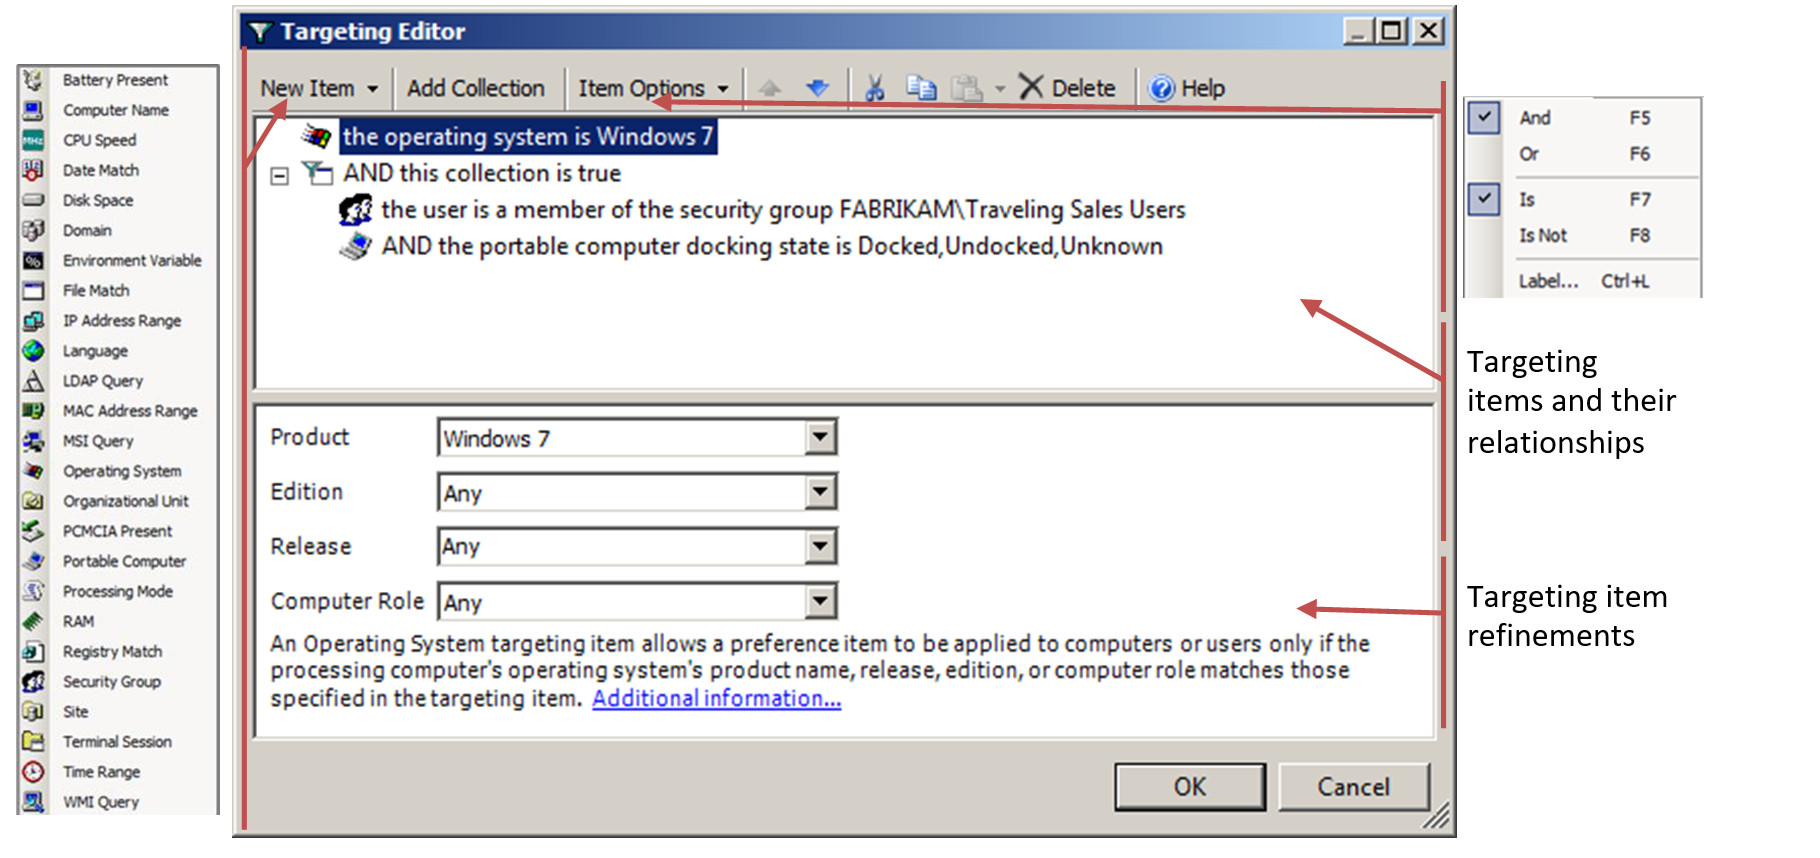 Battery Present
Computer Name
CPU Speed
Date Match
Disk Space
Domain
Environment Variable
File Match
IP Address Range
Language
LDAP Query
MAC Address Range
MSI Query
Operating System
Organizational Unit
PCMCIA Present
Portable Computer
Processing Mode
RAM
Registry Match
Security Group
Site
Terminal Session
Time Range
WMI Query
Targeting Editor
New Item Add Collection Item Options Delete Help
the operating system is Windows 7
AND this collection is true
the user is a member of the security group FABRIKAM\Traveling Sales Users
AND the portable computer docking state is Docked,Undocked,Unknown
Product Windows 7
Edition Any
Release Any
Computer Role Any
An Operating System targeting item allows a preference item to be applied to computers or users only if the
processing computer's operating system's product name, release, edition, or computer role matches those
specified in the targeting item. Additional information...
OK Cancel
And F5
Or F6
Is F7
Is Not F8
Label... Ctrl+L
Targeting
items and their
relationships
Targeting item
refinements